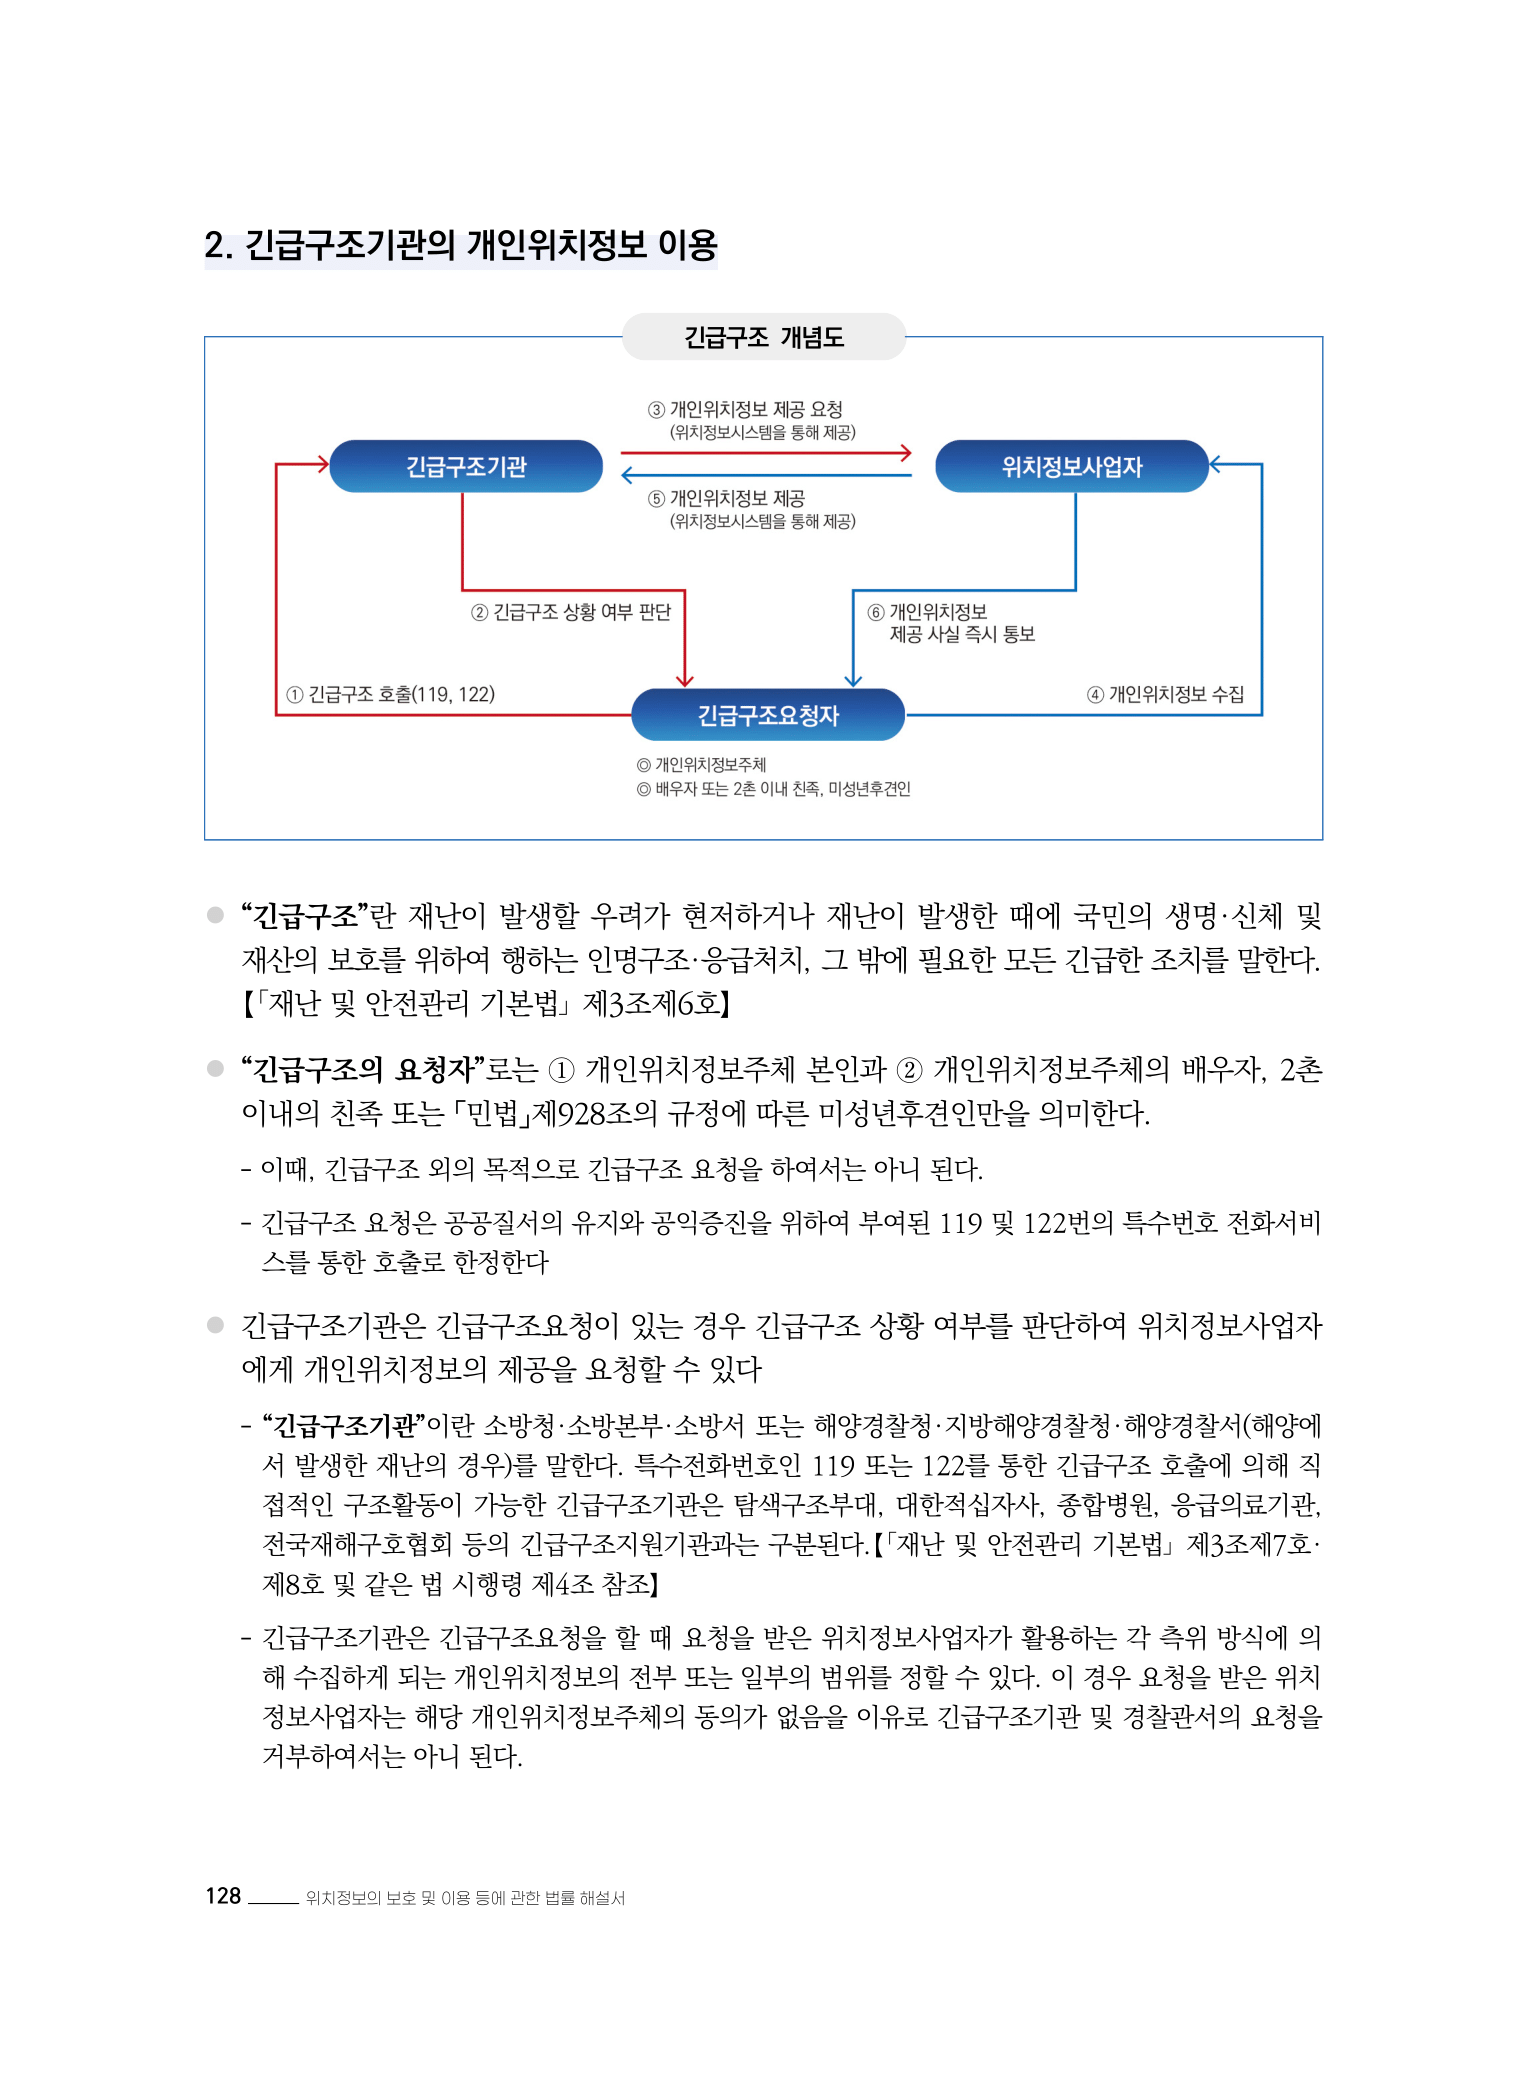 2. 긴급구조기관의 개인위치정보 이용
긴급구조 개념도
③ 개인위치정보 제공 요청
(위치정보시스템을 통해 제공)
긴급구조기관
위치정보사업자
⑤ 개인위치정보 제공
(위치정보시스템을 통해 제공)
② 긴급구조 상황 여부 판단
⑥ 개인위치정보
제공 사실 즉시 통보
① 긴급구조 호출(119, 122)
④ 개인위치정보 수집
긴급구조요청자
◎ 개인위치정보주체
◎ 배우자 또는 2촌 이내 친족, 미성년후견인
● “긴급구조”란 재난이 발생할 우려가 현저하거나 재난이 발생한 때에 국민의 생명·신체 및
재산의 보호를 위하여 행하는 인명구조·응급처치, 그 밖에 필요한 모든 긴급한 조치를 말한다.
【「재난 및 안전관리 기본법」 제3조제6호】
● “긴급구조의 요청자”로는 ① 개인위치정보주체 본인과 ② 개인위치정보주체의 배우자, 2촌
이내의 친족 또는 「민법」제928조의 규정에 따른 미성년후견인만을 의미한다.
- 이때, 긴급구조 외의 목적으로 긴급구조 요청을 하여서는 아니 된다.
- 긴급구조 요청은 공공질서의 유지와 공익증진을 위하여 부여된 119 및 122번의 특수번호 전화서비
스를 통한 호출로 한정한다
● 긴급구조기관은 긴급구조요청이 있는 경우 긴급구조 상황 여부를 판단하여 위치정보사업자
에게 개인위치정보의 제공을 요청할 수 있다
- “긴급구조기관”이란 소방청·소방본부·소방서 또는 해양경찰청·지방해양경찰청·해양경찰서(해양에
서 발생한 재난의 경우)를 말한다. 특수전화번호인 119 또는 122를 통한 긴급구조 호출에 의해 직
접적인 구조활동이 가능한 긴급구조기관은 탐색구조부대, 대한적십자사, 종합병원, 응급의료기관,
전국재해구호협회 등의 긴급구조지원기관과는 구분된다.【「재난 및 안전관리 기본법」 제3조제7호·
제8호 및 같은 법 시행령 제4조 참조】
- 긴급구조기관은 긴급구조요청을 할 때 요청을 받은 위치정보사업자가 활용하는 각 측위 방식에 의
해 수집하게 되는 개인위치정보의 전부 또는 일부의 범위를 정할 수 있다. 이 경우 요청을 받은 위치
정보사업자는 해당 개인위치정보주체의 동의가 없음을 이유로 긴급구조기관 및 경찰관서의 요청을
거부하여서는 아니 된다.
128 위치정보의 보호 및 이용 등에 관한 법률 해설서